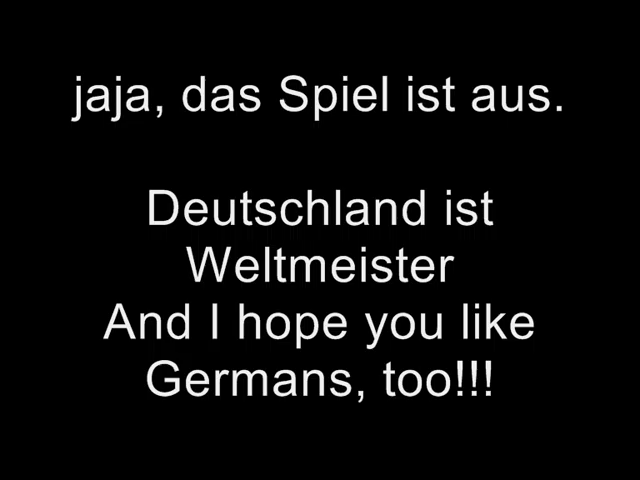 jaja, das Spiel ist aus.
Deutschland ist
Weltmeister
And I hope you like
Germans, too!!!